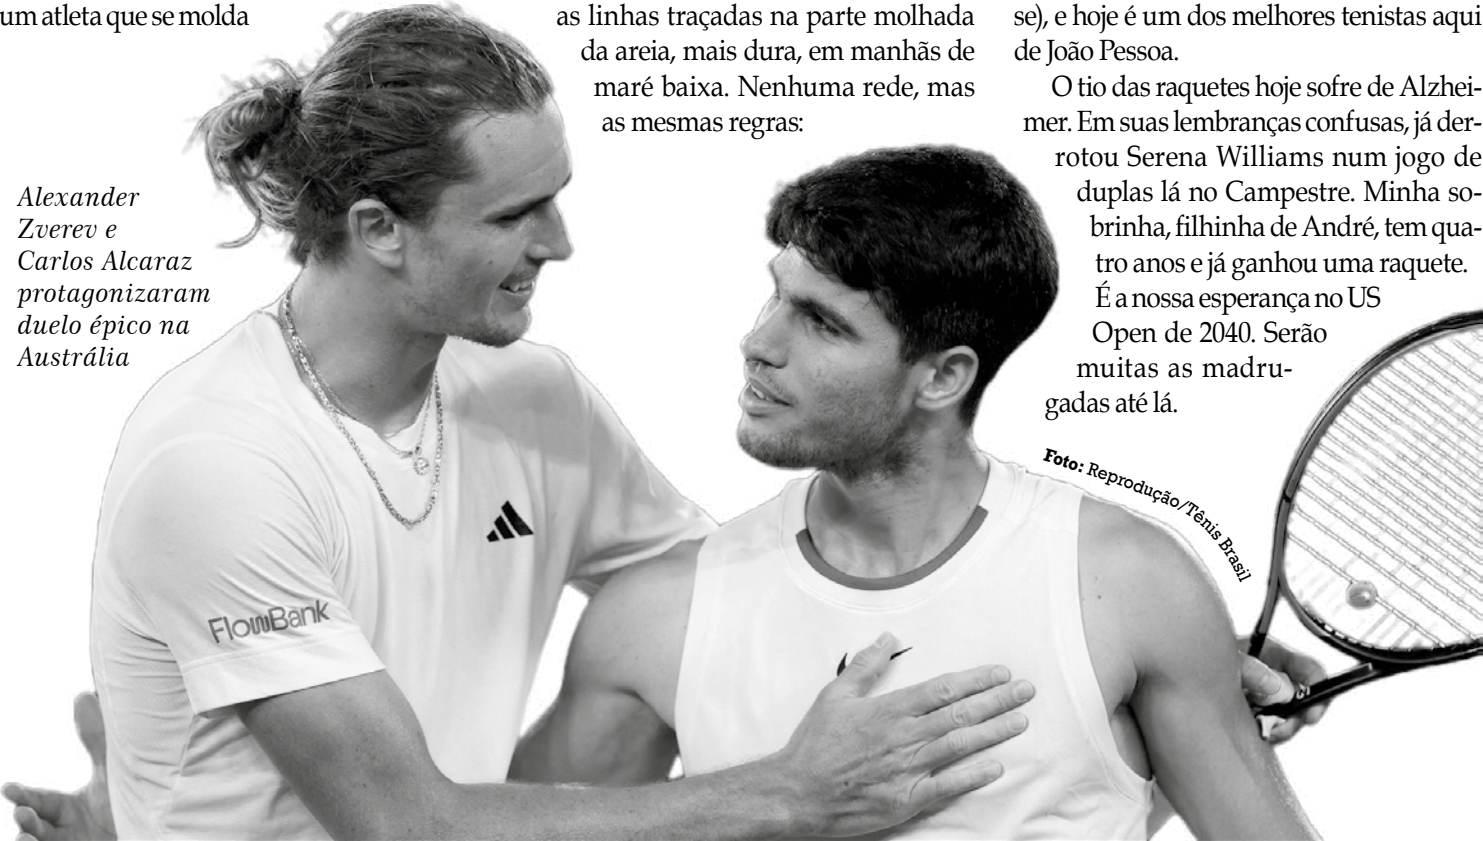 um atleta que se molda
Alexander
Zverev e
Carlos Alcaraz
protagonizaram
duelo épico na
Austrália
as linhas traçadas na parte molhada
da areia, mais dura, em manhãs de
maré baixa. Nenhuma rede, mas
as mesmas regras:
se), e hoje é um dos melhores tenistas aqui
de João Pessoa.
O tio das raquetes hoje sofre de Alzhei-
mer. Em suas lembranças confusas, já der-
rotou Serena Williams num jogo de
duplas lá no Campestre. Minha so-
brinha, filhinha de André, tem qua-
tro anos e já ganhou uma raquete.
É a nossa esperança no US
Open de 2040. Serão
muitas as madru-
gadas até lá.
Foto: Reprodução/Tênis Brasil
FlowBank